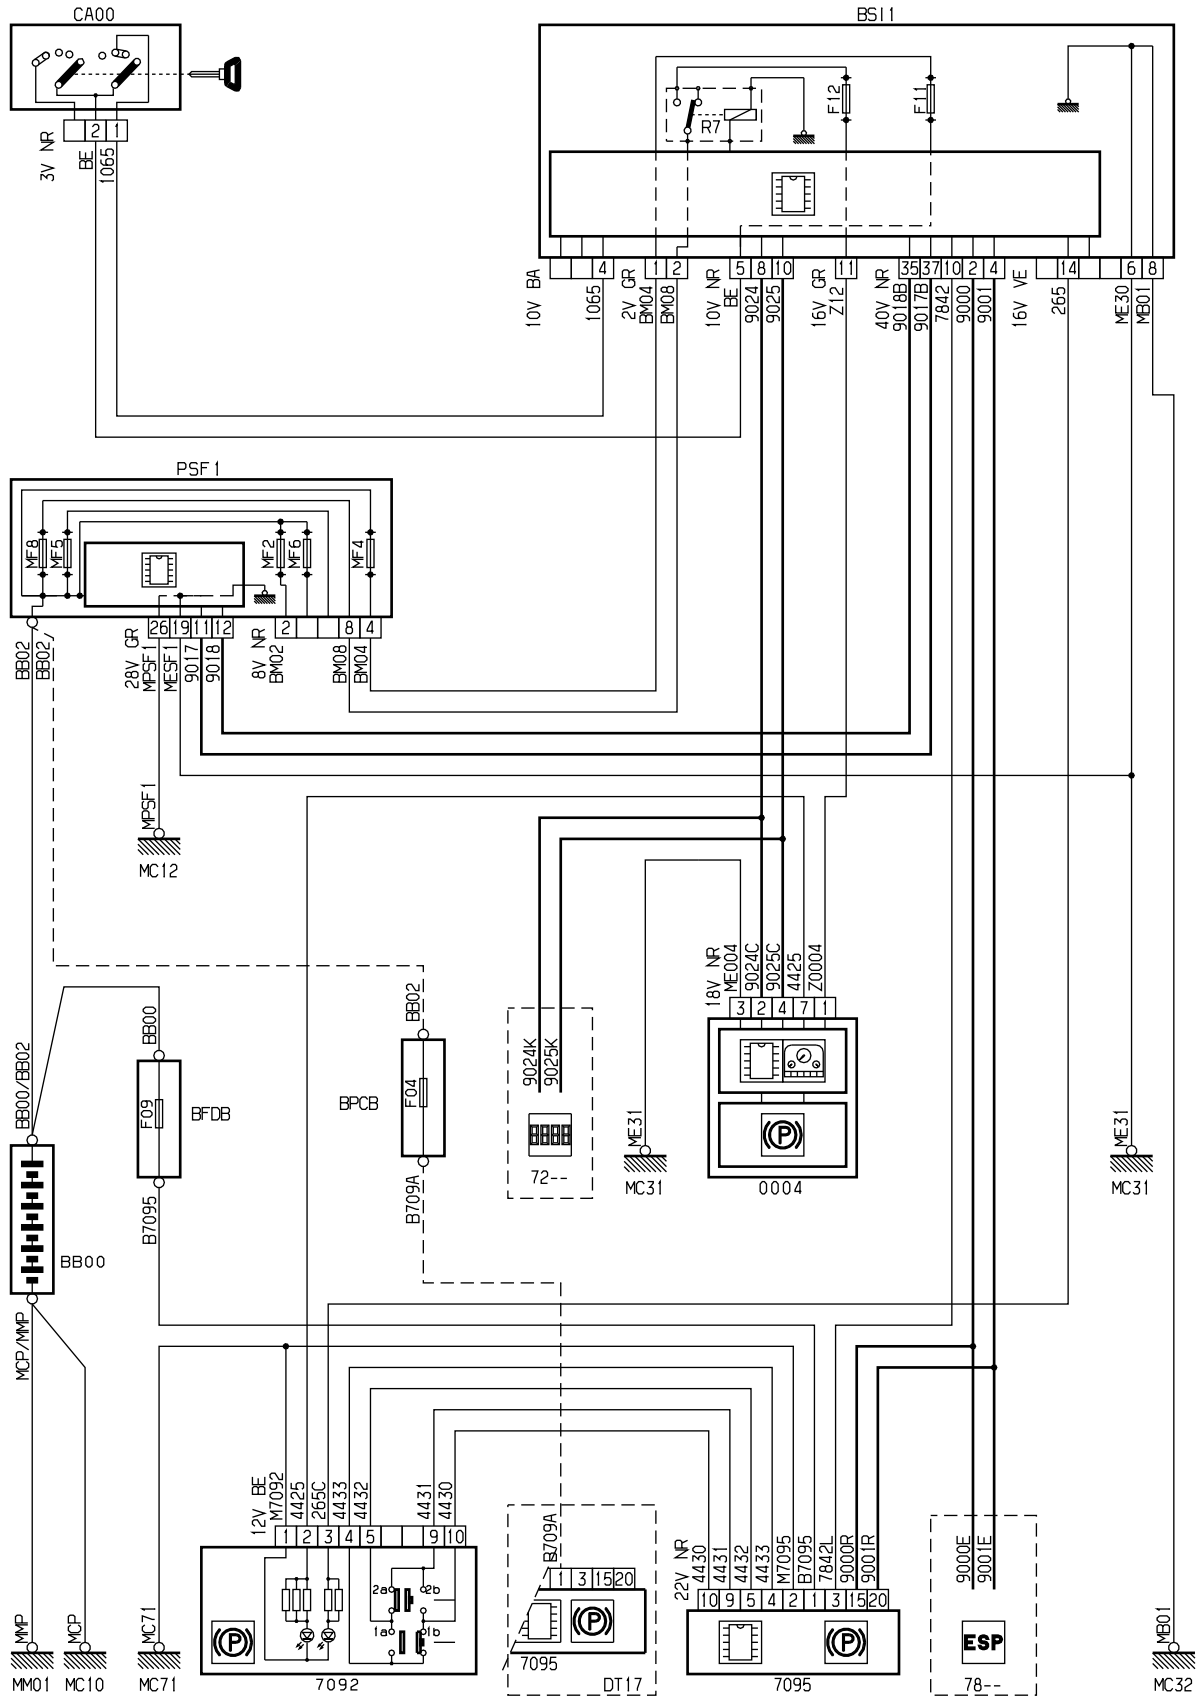 CA00
BSI1
F12
F11
R7
3V NR
2
1
BE
1065
4
1
2
5
8
10
11
35
37
10
2
4
14
6
8
10V BA
1065
2V GR
BM04
BM08
10V NR
BE
9024
9025
16V GR
Z12
40V NR
9018B
9017B
7842
9000
9001
16V VE
265
ME30
MB01
PSF1
MF8
MF5
MF2
MF6
MF4
26
19
11
12
2
8
4
BB02
BB02
28V GR
MPSF1
MESF1
9017
9018
8V NR
BM02
BM08
BM04
MPSF1
MC12
18V NR
ME004
9024C
9025C
4425
Z0004
3
2
4
7
1
BB00/BB02
BB00
BB02
F09
BFDB
BPCB
F04
9024K
9025K
8888
72--
ME31
MC31
P
0004
ME31
MC31
B7095
B709A
BB00
MCP/MMP
12V BE
M7092
4425
265C
4433
4432
4431
4430
1
2
3
4
5
9
10
2a
2b
1a
1b
P
7092
B709A
1
3
15
20
P
7095
DT17
22V NR
4430
4431
4432
4433
M7095
B7095
7842L
9000R
9001R
10
9
5
4
2
1
3
15
20
P
7095
9000E
9001E
ESP
78--
MMP
MM01
MCP
MC10
MC71
MC71
MB01
MC32